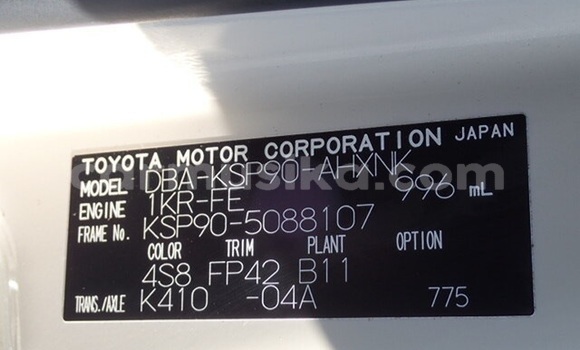 TOYOTA MOTOR CORPORATION JAPAN
MODEL DBA-KSP90-AHXNK
ENGINE 1KR-FE 996 mL
FRAME No. KSP90-5088107
COLOR TRIM PLANT OPTION
4S8 FP42 B11
TRANS./AXLE K410 -04A 775